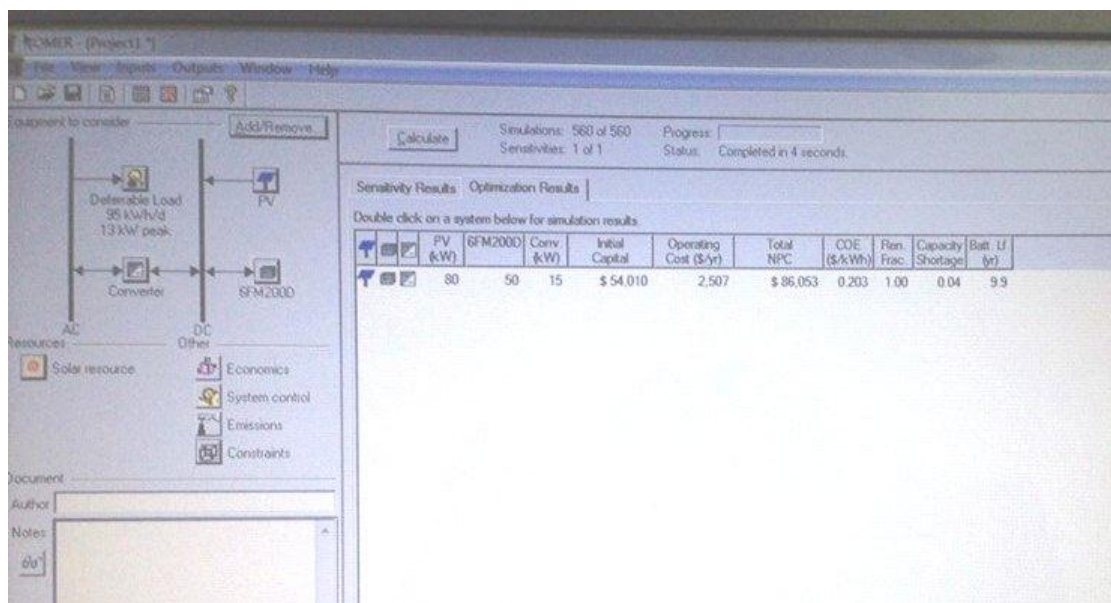 HOMER - [Project1 *]
File View Inputs Outputs Window Help
Equipment to consider
Add/Remove...
Calculate
Simulations: 560 of 560
Progress:
Sensitivities: 1 of 1
Status: Completed in 4 seconds.
Sensitivity Results Optimization Results
Double click on a system below for simulation results.
Deferrable Load
95 kWh/d
13 kW peak
PV
Converter
6FM200D
AC
DC
PV (kW) 6FM200D Conv. (kW) Initial Capital Operating Cost ($/yr) Total NPC COE ($/kWh) Ren. Frac. Capacity Shortage Batt. Lf. (yr)
80 50 15 $ 54,010 2,507 $ 86,053 0.203 1.00 0.04 9.9
Resources
Other
Solar resource
Economics
System control
Emissions
Constraints
Document
Author
Notes